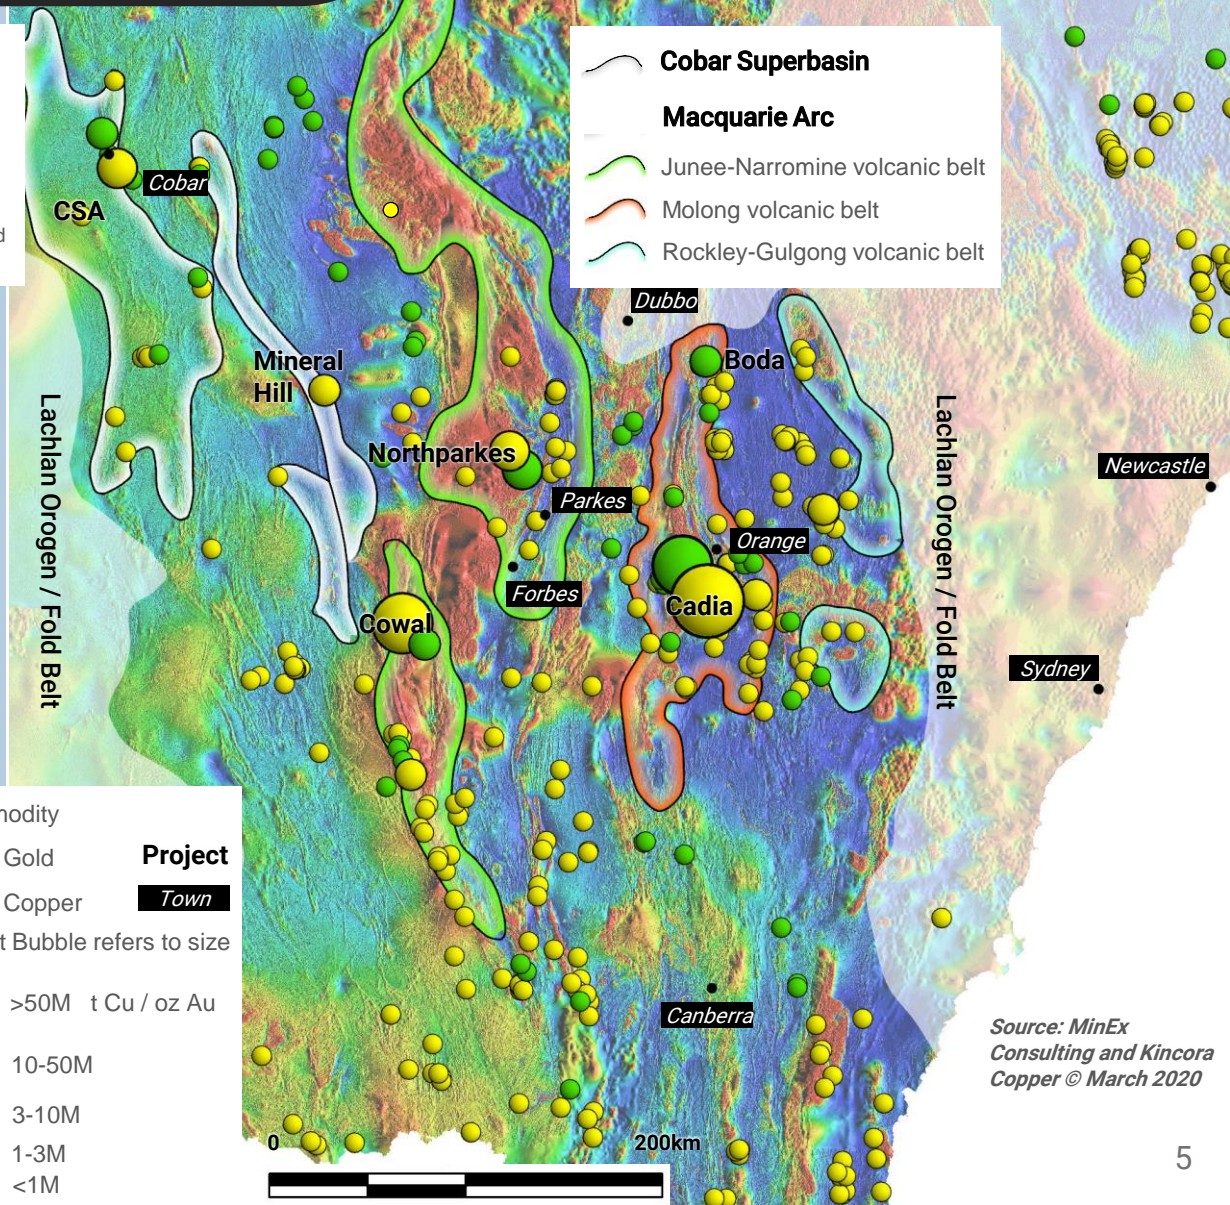 Cobar Superbasin
Macquarie Arc
Junee-Narromine volcanic belt
Molong volcanic belt
Rockley-Gulgong volcanic belt
Cobar
CSA
d
Dubbo
Mineral
Hill
Boda
Lachlan Orogen / Fold Belt
Lachlan Orogen / Fold Belt
Northparkes
Newcastle
Parkes
Orange
Forbes
Cadia
Cowal
Sydney
modity
Gold
Project
Copper
Town
t Bubble refers to size
>50M t Cu / oz Au
10-50M
3-10M
1-3M
<1M
Canberra
Source: MinEx
Consulting and Kincora
Copper © March 2020
0
200km
5